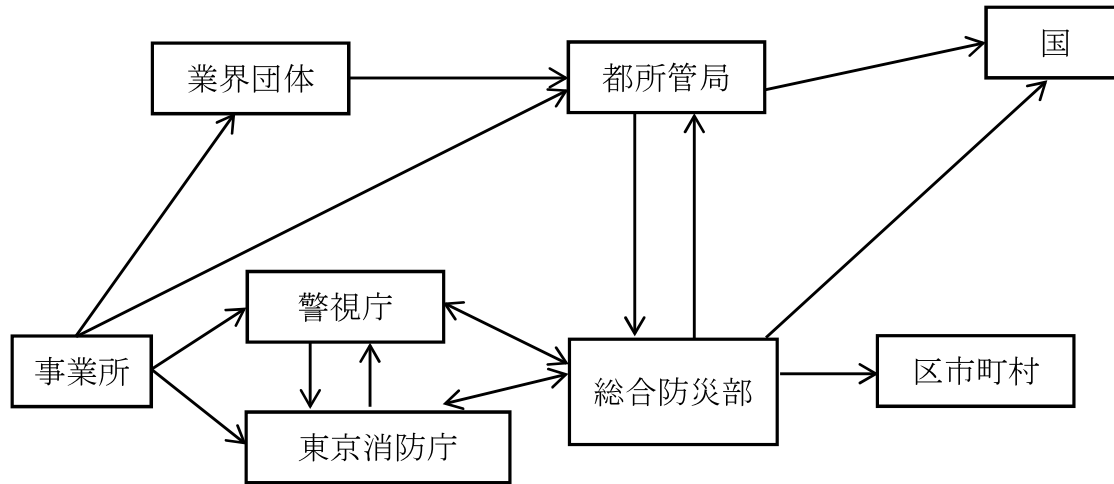 国
業界団体
都所管局
警視庁
事業所
総合防災部
区市町村
東京消防庁